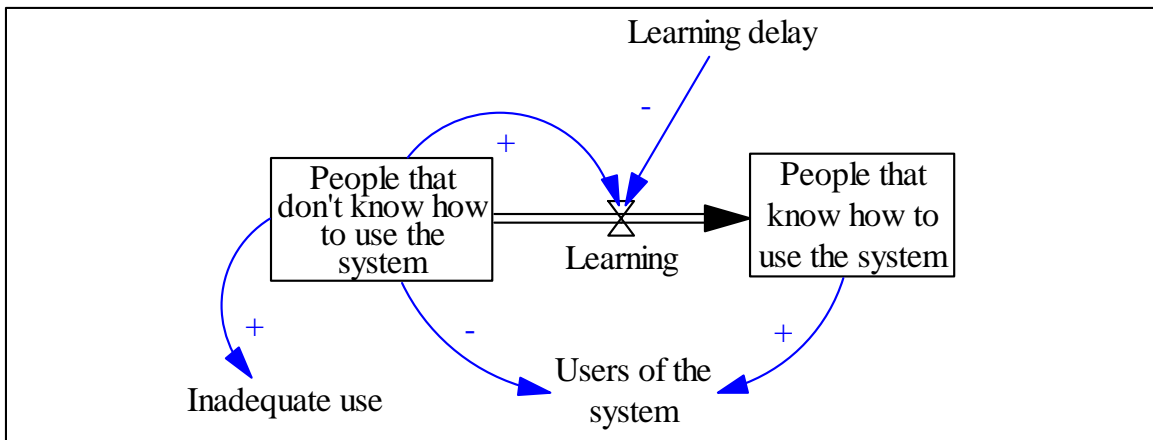 Learning delay
-
+
People that
don't know how
to use the
system
People that
know how to
use the system
Learning
+
-
+
Users of the
system
Inadequate use